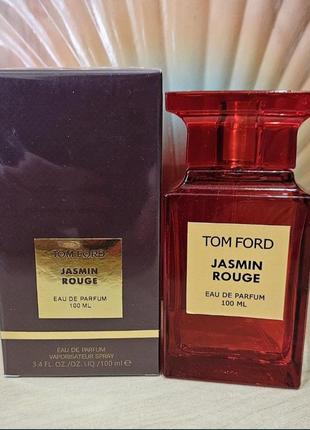 TOM FORD
JASMIN
ROUGE
EAU DE PARFUM
100 ML
EAU DE PARFUM
VAPORISATEUR SPRAY
3.4 FL. OZ./OZ. LIQ /100 ml ℮
TOM FORD
JASMIN
ROUGE
EAU DE PARFUM
100 ML